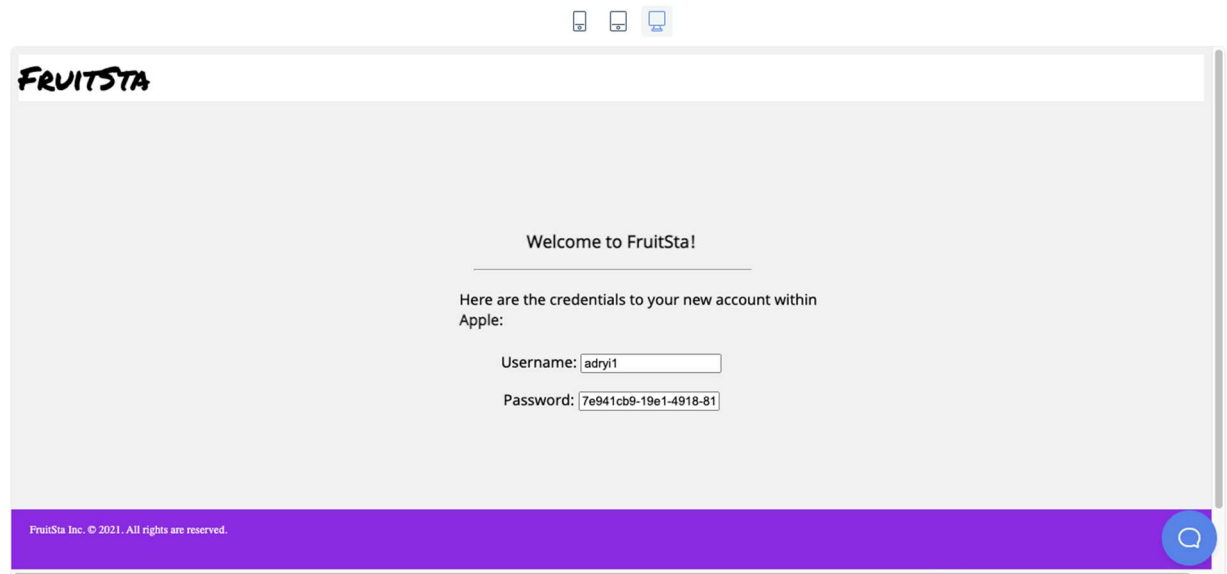 FruitSta
Welcome to FruitSta!
Here are the credentials to your new account within
Apple:
Username: adryi1
Password: 7e941cb9-19e1-4918-81
FruitSta Inc. © 2021. All rights are reserved.